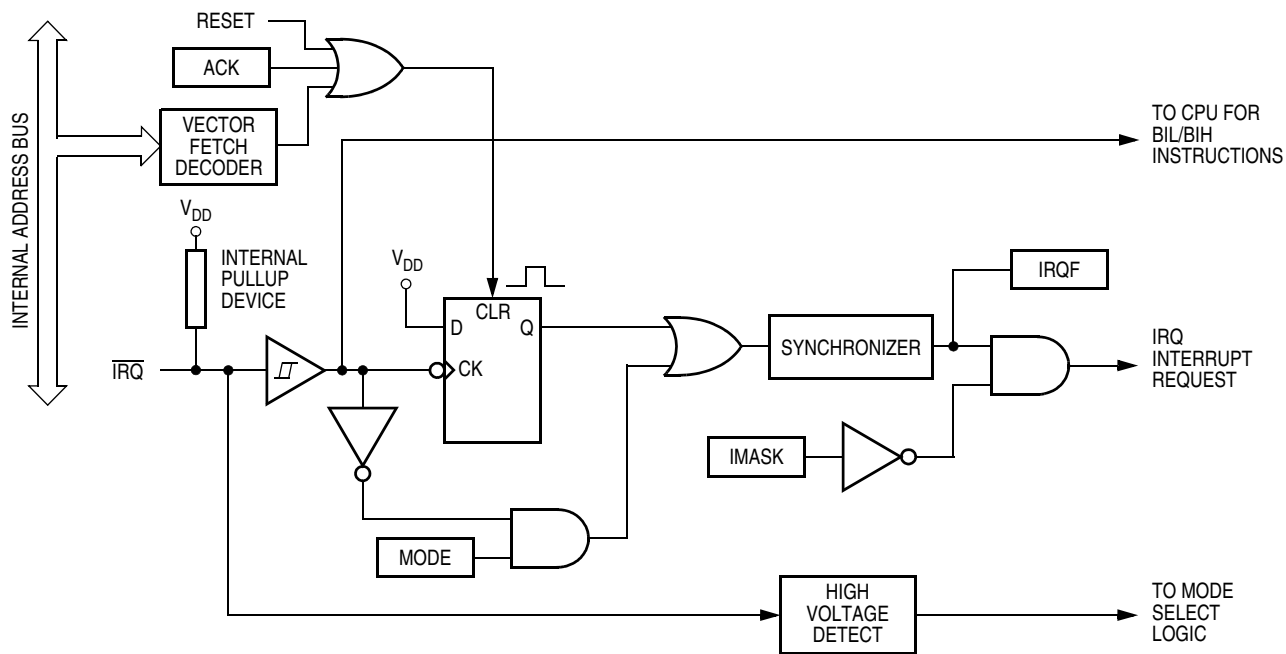 RESET
ACK
VECTOR
FETCH
DECODER
INTERNAL ADDRESS BUS
TO CPU FOR
BIL/BIH
INSTRUCTIONS
VDD
INTERNAL
PULLUP
DEVICE
VDD
CLR
D
Q
CK
IRQ
SYNCHRONIZER
IRQF
IRQ
INTERRUPT
REQUEST
IMASK
MODE
HIGH
VOLTAGE
DETECT
TO MODE
SELECT
LOGIC